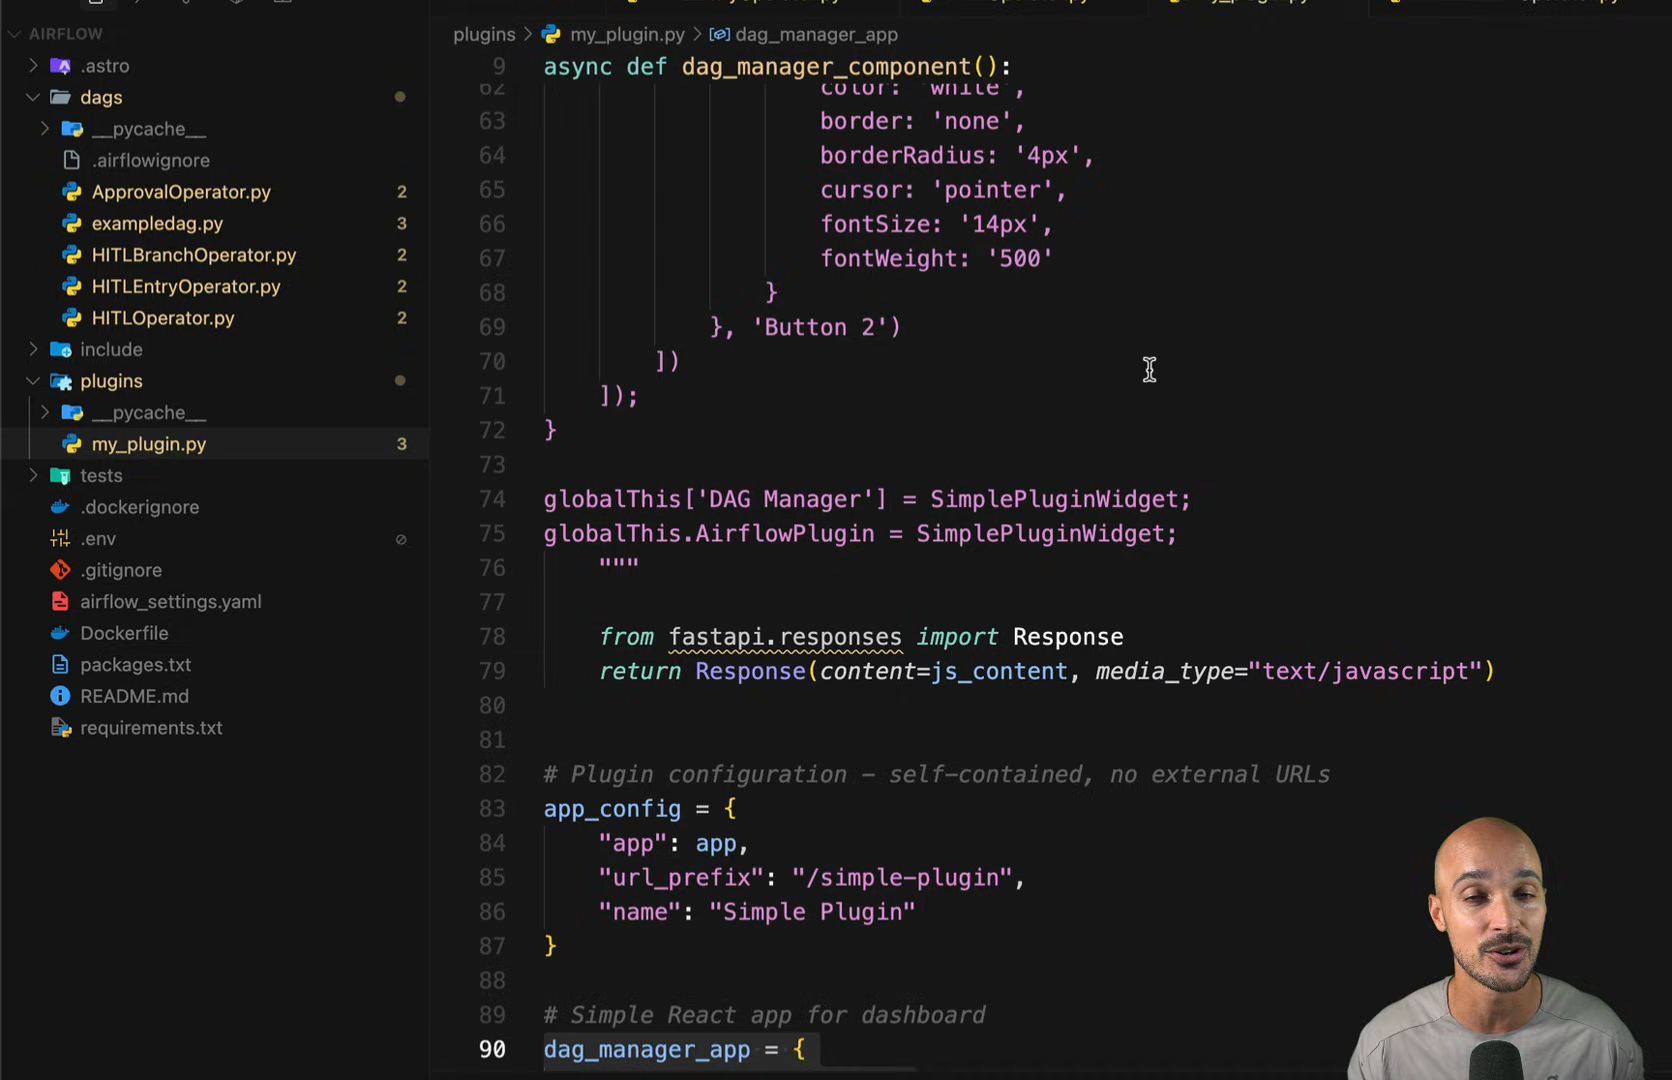 AIRFLOW
.astro
dags
__pycache__
.airflowignore
ApprovalOperator.py 2
exampledag.py 3
HITLBranchOperator.py 2
HITLEntryOperator.py 2
HITLOperator.py 2
include
plugins
__pycache__
my_plugin.py 3
tests
.dockerignore
.env
.gitignore
airflow_settings.yaml
Dockerfile
packages.txt
README.md
requirements.txt
plugins > my_plugin.py > dag_manager_app
9 async def dag_manager_component():
62 color: 'white',
63 border: 'none',
64 borderRadius: '4px',
65 cursor: 'pointer',
66 fontSize: '14px',
67 fontWeight: '500'
68 }
69 }, 'Button 2')
70 ])
71 ]);
72 }
73
74 globalThis['DAG Manager'] = SimplePluginWidget;
75 globalThis.AirflowPlugin = SimplePluginWidget;
76 """
77
78 from fastapi.responses import Response
79 return Response(content=js_content, media_type="text/javascript")
80
81
82 # Plugin configuration – self-contained, no external URLs
83 app_config = {
84 "app": app,
85 "url_prefix": "/simple-plugin",
86 "name": "Simple Plugin"
87 }
88
89 # Simple React app for dashboard
90 dag_manager_app = {